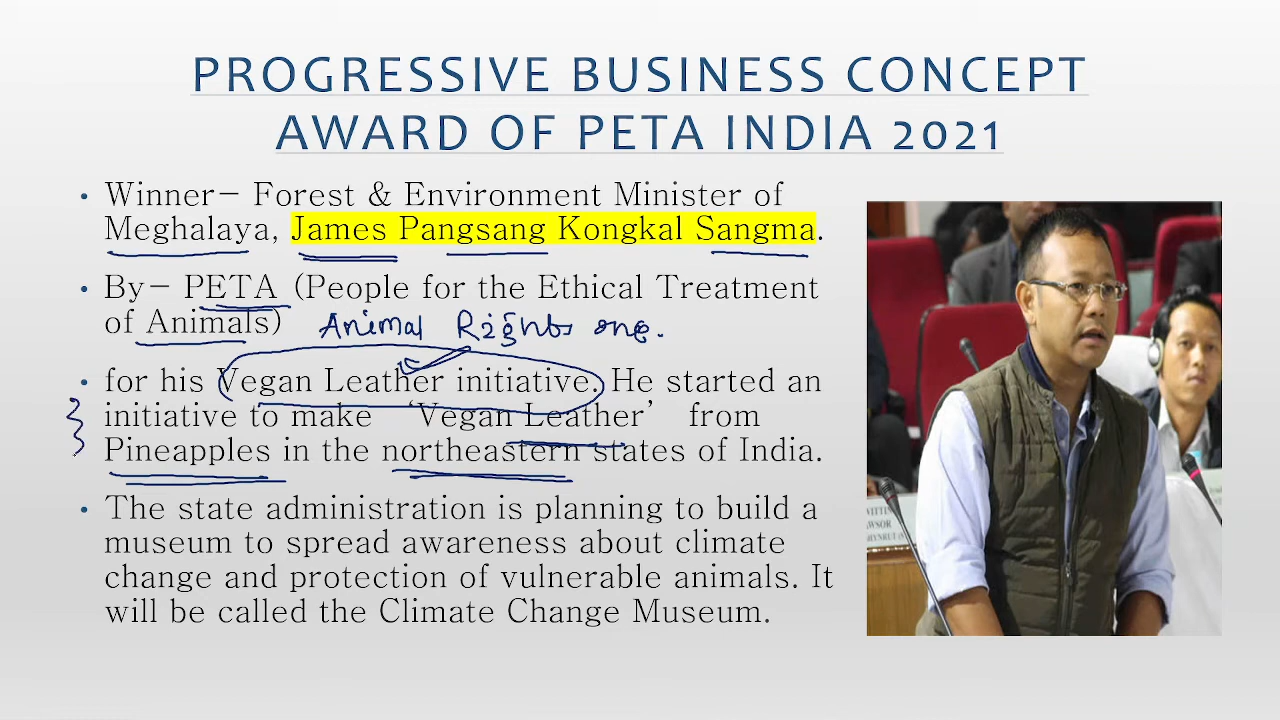 PROGRESSIVE BUSINESS CONCEPT
AWARD OF PETA INDIA 2021
• Winner- Forest & Environment Minister of
Meghalaya, James Pangsang Kongkal Sangma.
• By- PETA (People for the Ethical Treatment
of Animals) Animal Rights org.
• for his Vegan Leather initiative. He started an
initiative to make ‘Vegan Leather’ from
Pineapples in the northeastern states of India.
• The state administration is planning to build a
museum to spread awareness about climate
change and protection of vulnerable animals. It
will be called the Climate Change Museum.